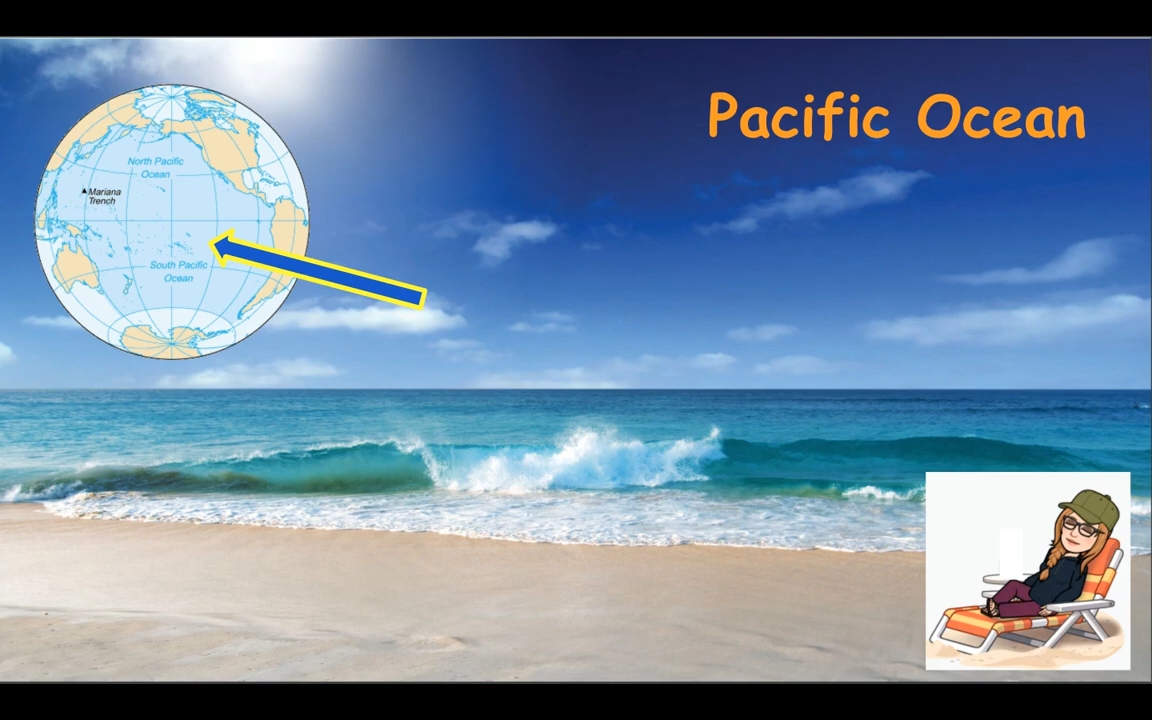 Pacific Ocean
North Pacific
Ocean
Mariana
Trench
South Pacific
Ocean